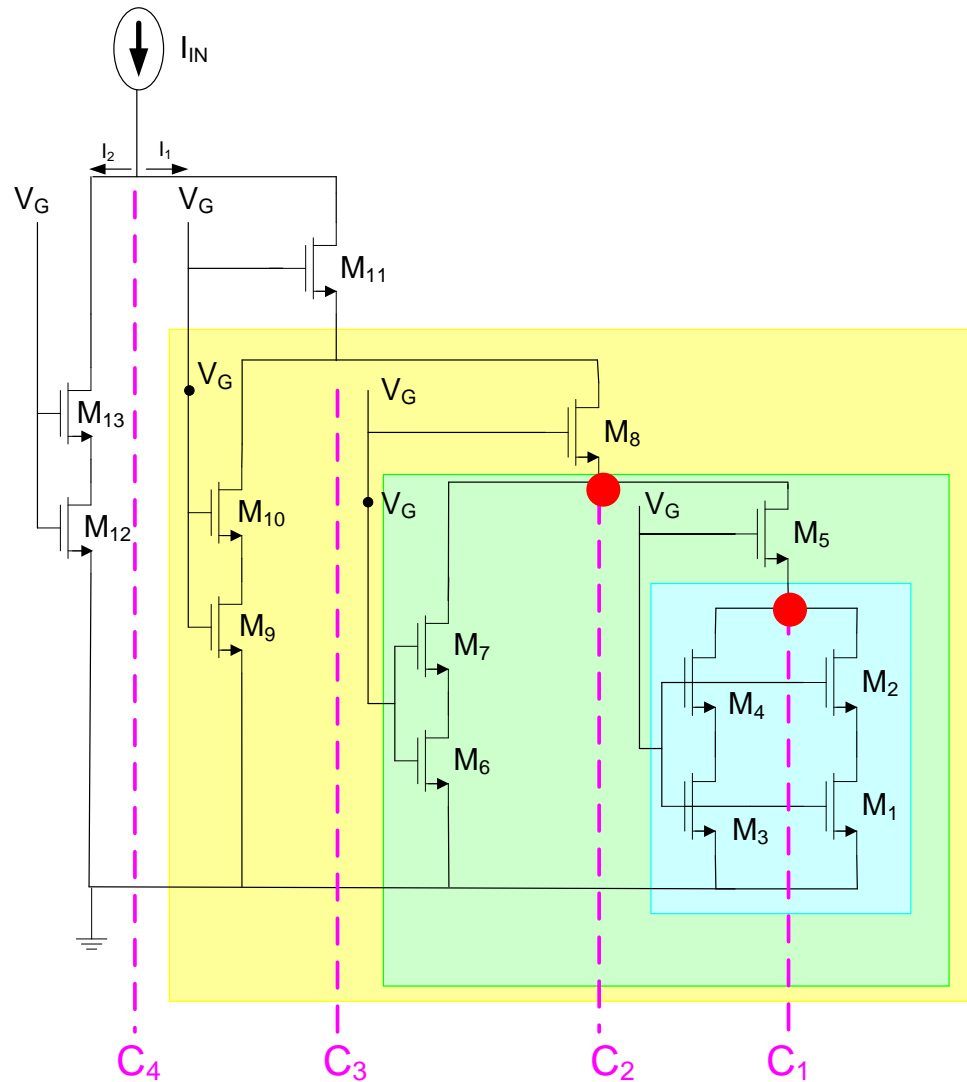 I_IN
I_2 I_1
V_G V_G
M_11
V_G
V_G
M_13 M_8
V_G V_G
M_12 M_10 M_5
M_9 M_7
M_4 M_2
M_6
M_3 M_1
C_4 C_3 C_2 C_1